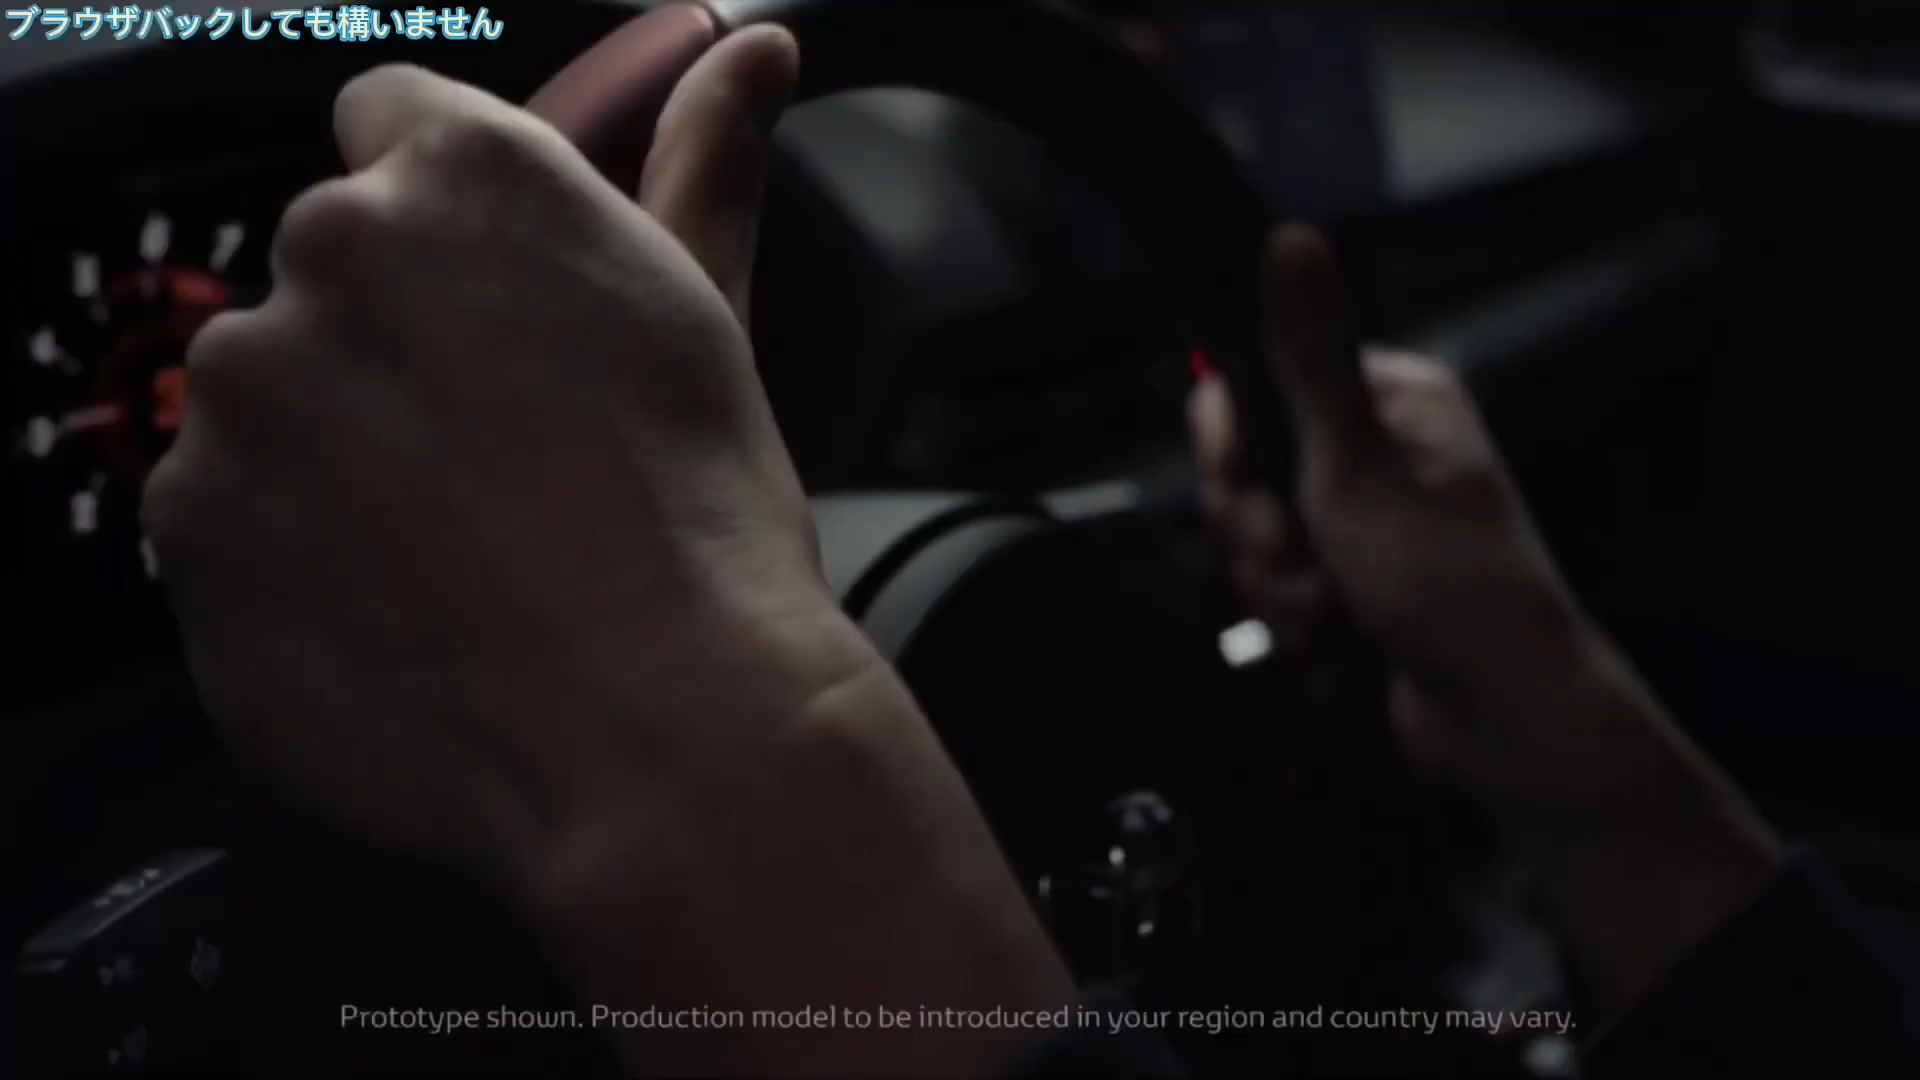 ブラウザバックしても構いません
Prototype shown. Production model to be introduced in your region and country may vary.